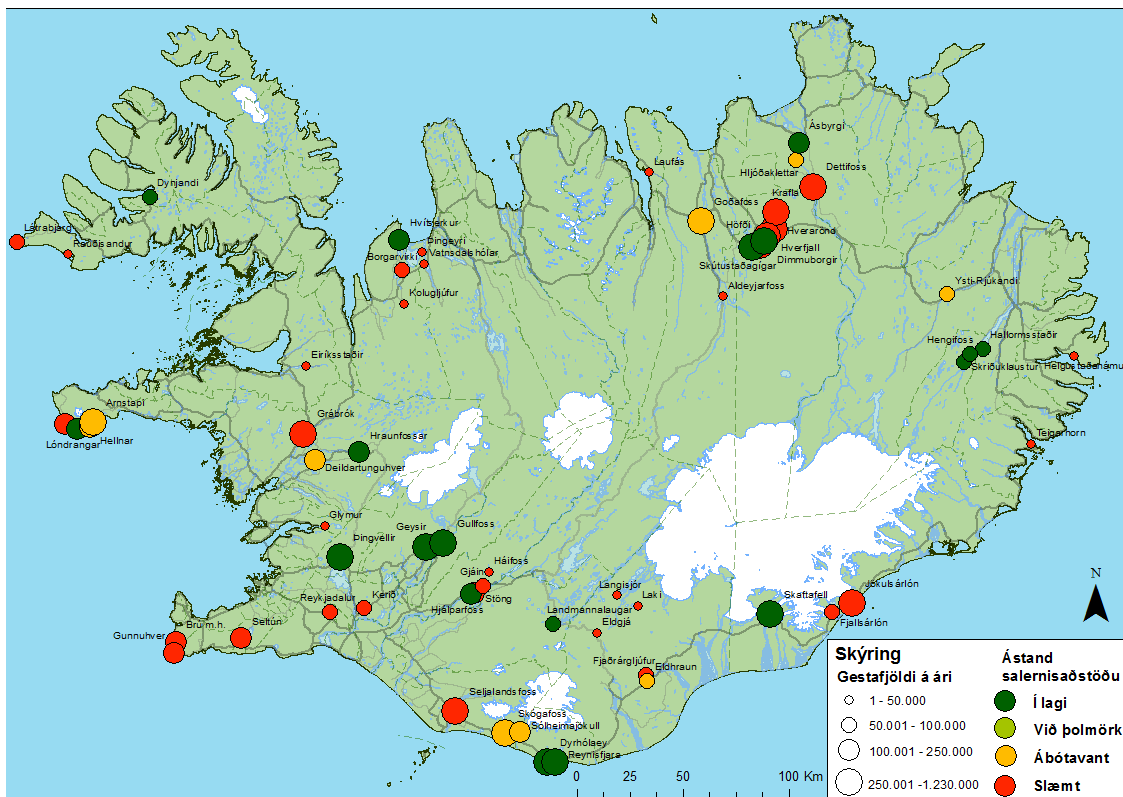 Ásbyrgi
Laufás
Hljóðaklettar
Dettifoss
Dynjandi
Krafla
Goðafoss
Höfði
Hverarönd
Hvítserkur
Látrabjarg
Þingeyri
Rauðisandur
Borgarvirki
Vatnsdalshólar
Hverfjall
Dimmuborgir
Skútustaðagígar
Ysti-Rjúkandi
Aldeyjarfoss
Kolugljúfur
Hengifoss
Hallormsstaðir
Eiríksstaðir
Skriðuklaustur
Helgustaðanámu
Arnstapi
Grábrók
Lóndrangar
Hellnar
Hraunfossar
Teigarhorn
Deildartunguhver
Glymur
Geysir
Gullfoss
Þingvellir
Háifoss
Gjáin
Langisjór
Jökulsárlón
Reykjadalur
Kerið
Stöng
Laki
Skaftafell
Hjálparfoss
Landmannalaugar
N
Gunnuhver
Brú m.h.
Seltún
Eldgjá
Fjallsárlón
Fjaðrárgljúfur
Eldhraun
Seljalandsfoss
Skógafoss
Sólheimajökull
Dyrhólaey
Reynisfjara
0 25 50 100 Km
Skýring
Gestafjöldi á ári
1 - 50.000
50.001 - 100.000
100.001 - 250.000
250.001 -1.230.000
Ástand
salernisaðstöðu
Í lagi
Við þolmörk
Ábótavant
Slæmt